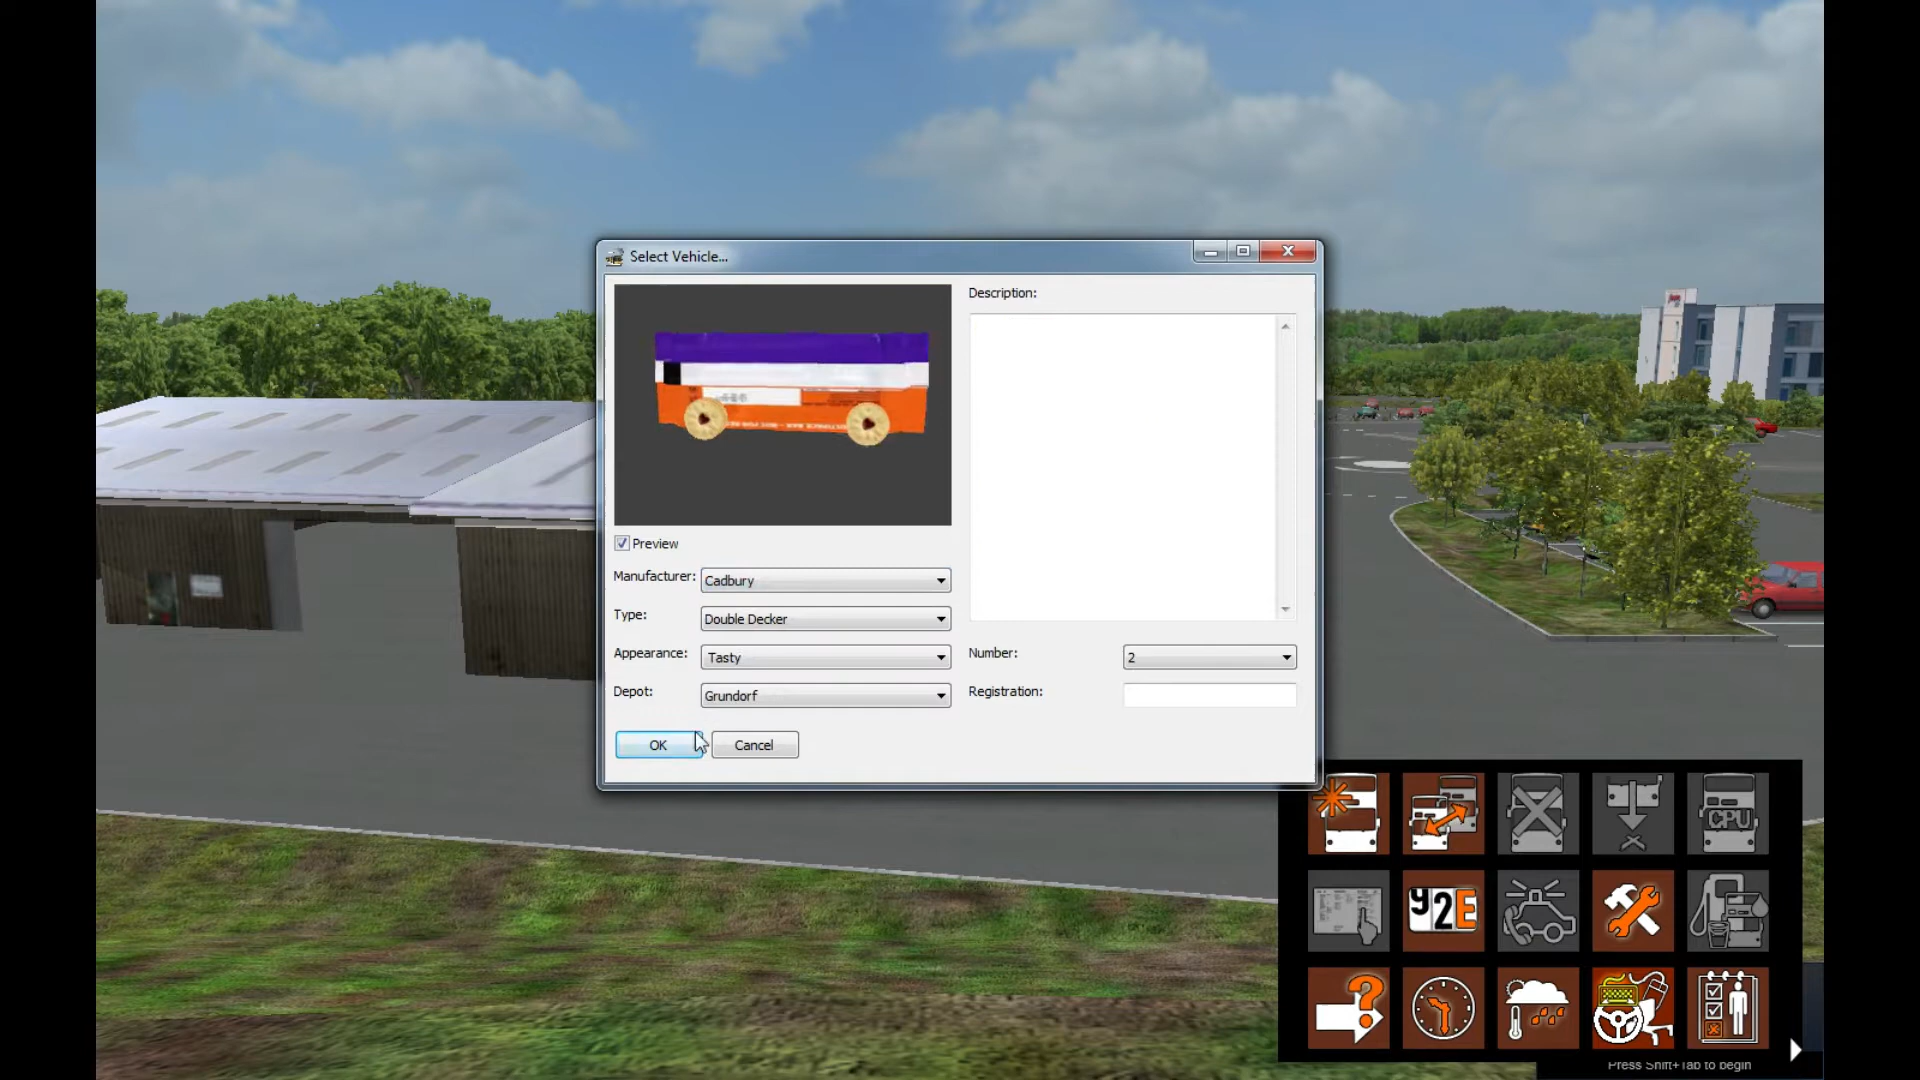 Select Vehicle...
Description:
Preview
Manufacturer: Cadbury
Type: Double Decker
Appearance: Tasty
Number: 2
Depot: Grundorf
Registration:
OK
Cancel
CPU
92E
Press Shift+Tab to begin